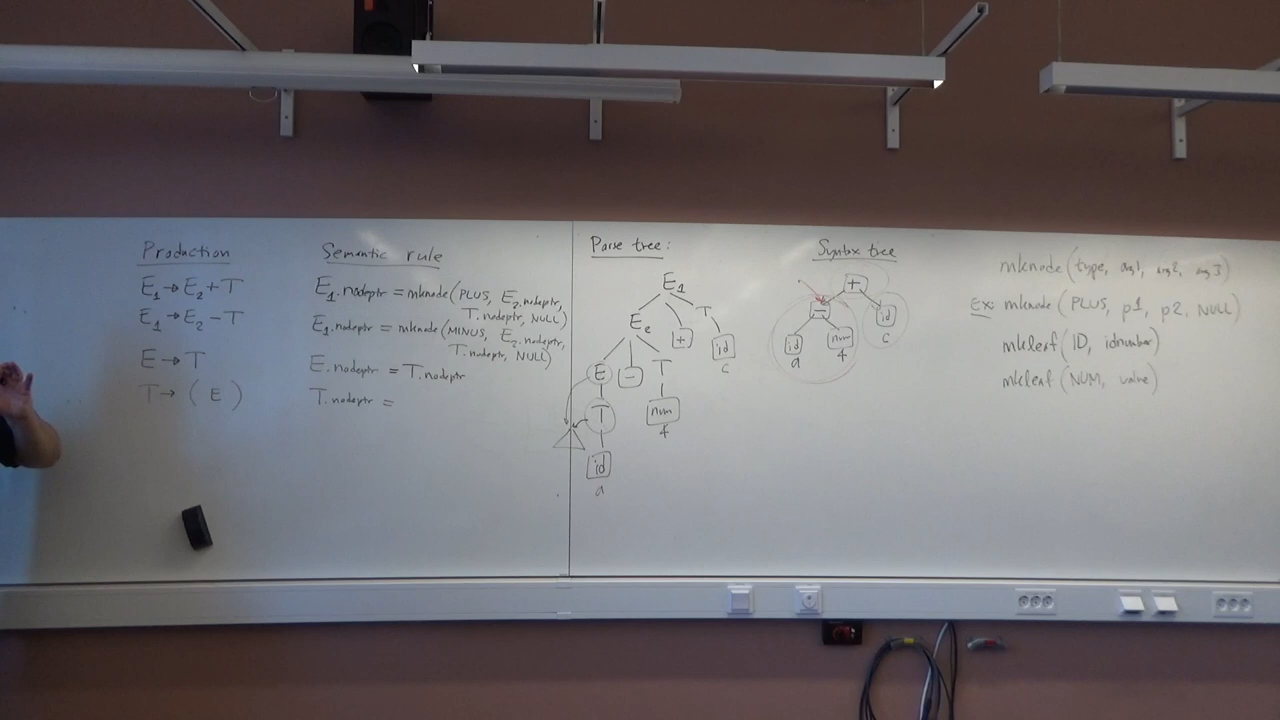 Production
E₁→E₂+T
E₁→E₂-T
E→T
T→(E)
Semantic rule
E₁.nodeptr = mknode(PLUS, E₂.nodeptr,
T.nodeptr, NULL)
E₁.nodeptr = mknode(MINUS, E₂.nodeptr,
T.nodeptr, NULL)
E.nodeptr = T.nodeptr
T.nodeptr =
Parse tree:
E₁
E₂ + T
E - T id
c
T num
4
id
a
Syntax tree
+
- id
c
id num
a 4
mknode(type, arg1, arg2, arg3)
Ex: mknode(PLUS, p1, p2, NULL)
mkleaf(ID, idnumber)
mkleaf(NUM, value)